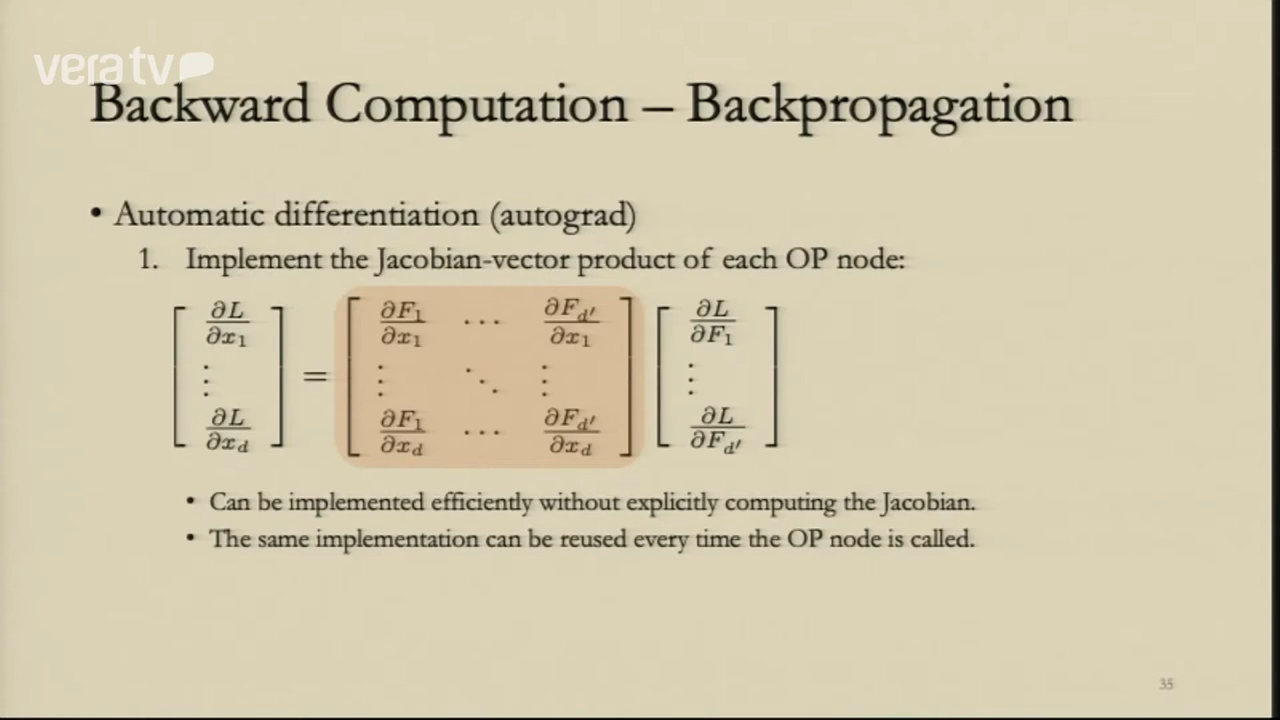 vera tv
Backward Computation – Backpropagation
• Automatic differentiation (autograd)
1. Implement the Jacobian-vector product of each OP node:
[∂L/∂x₁ ⋮ ∂L/∂x_d] = [∂F₁/∂x₁ ⋯ ∂F_d′/∂x₁ ⋮ ⋱ ⋮ ∂F₁/∂x_d ⋯ ∂F_d′/∂x_d] [∂L/∂F₁ ⋮ ∂L/∂F_d′]
• Can be implemented efficiently without explicitly computing the Jacobian.
• The same implementation can be reused every time the OP node is called.
35